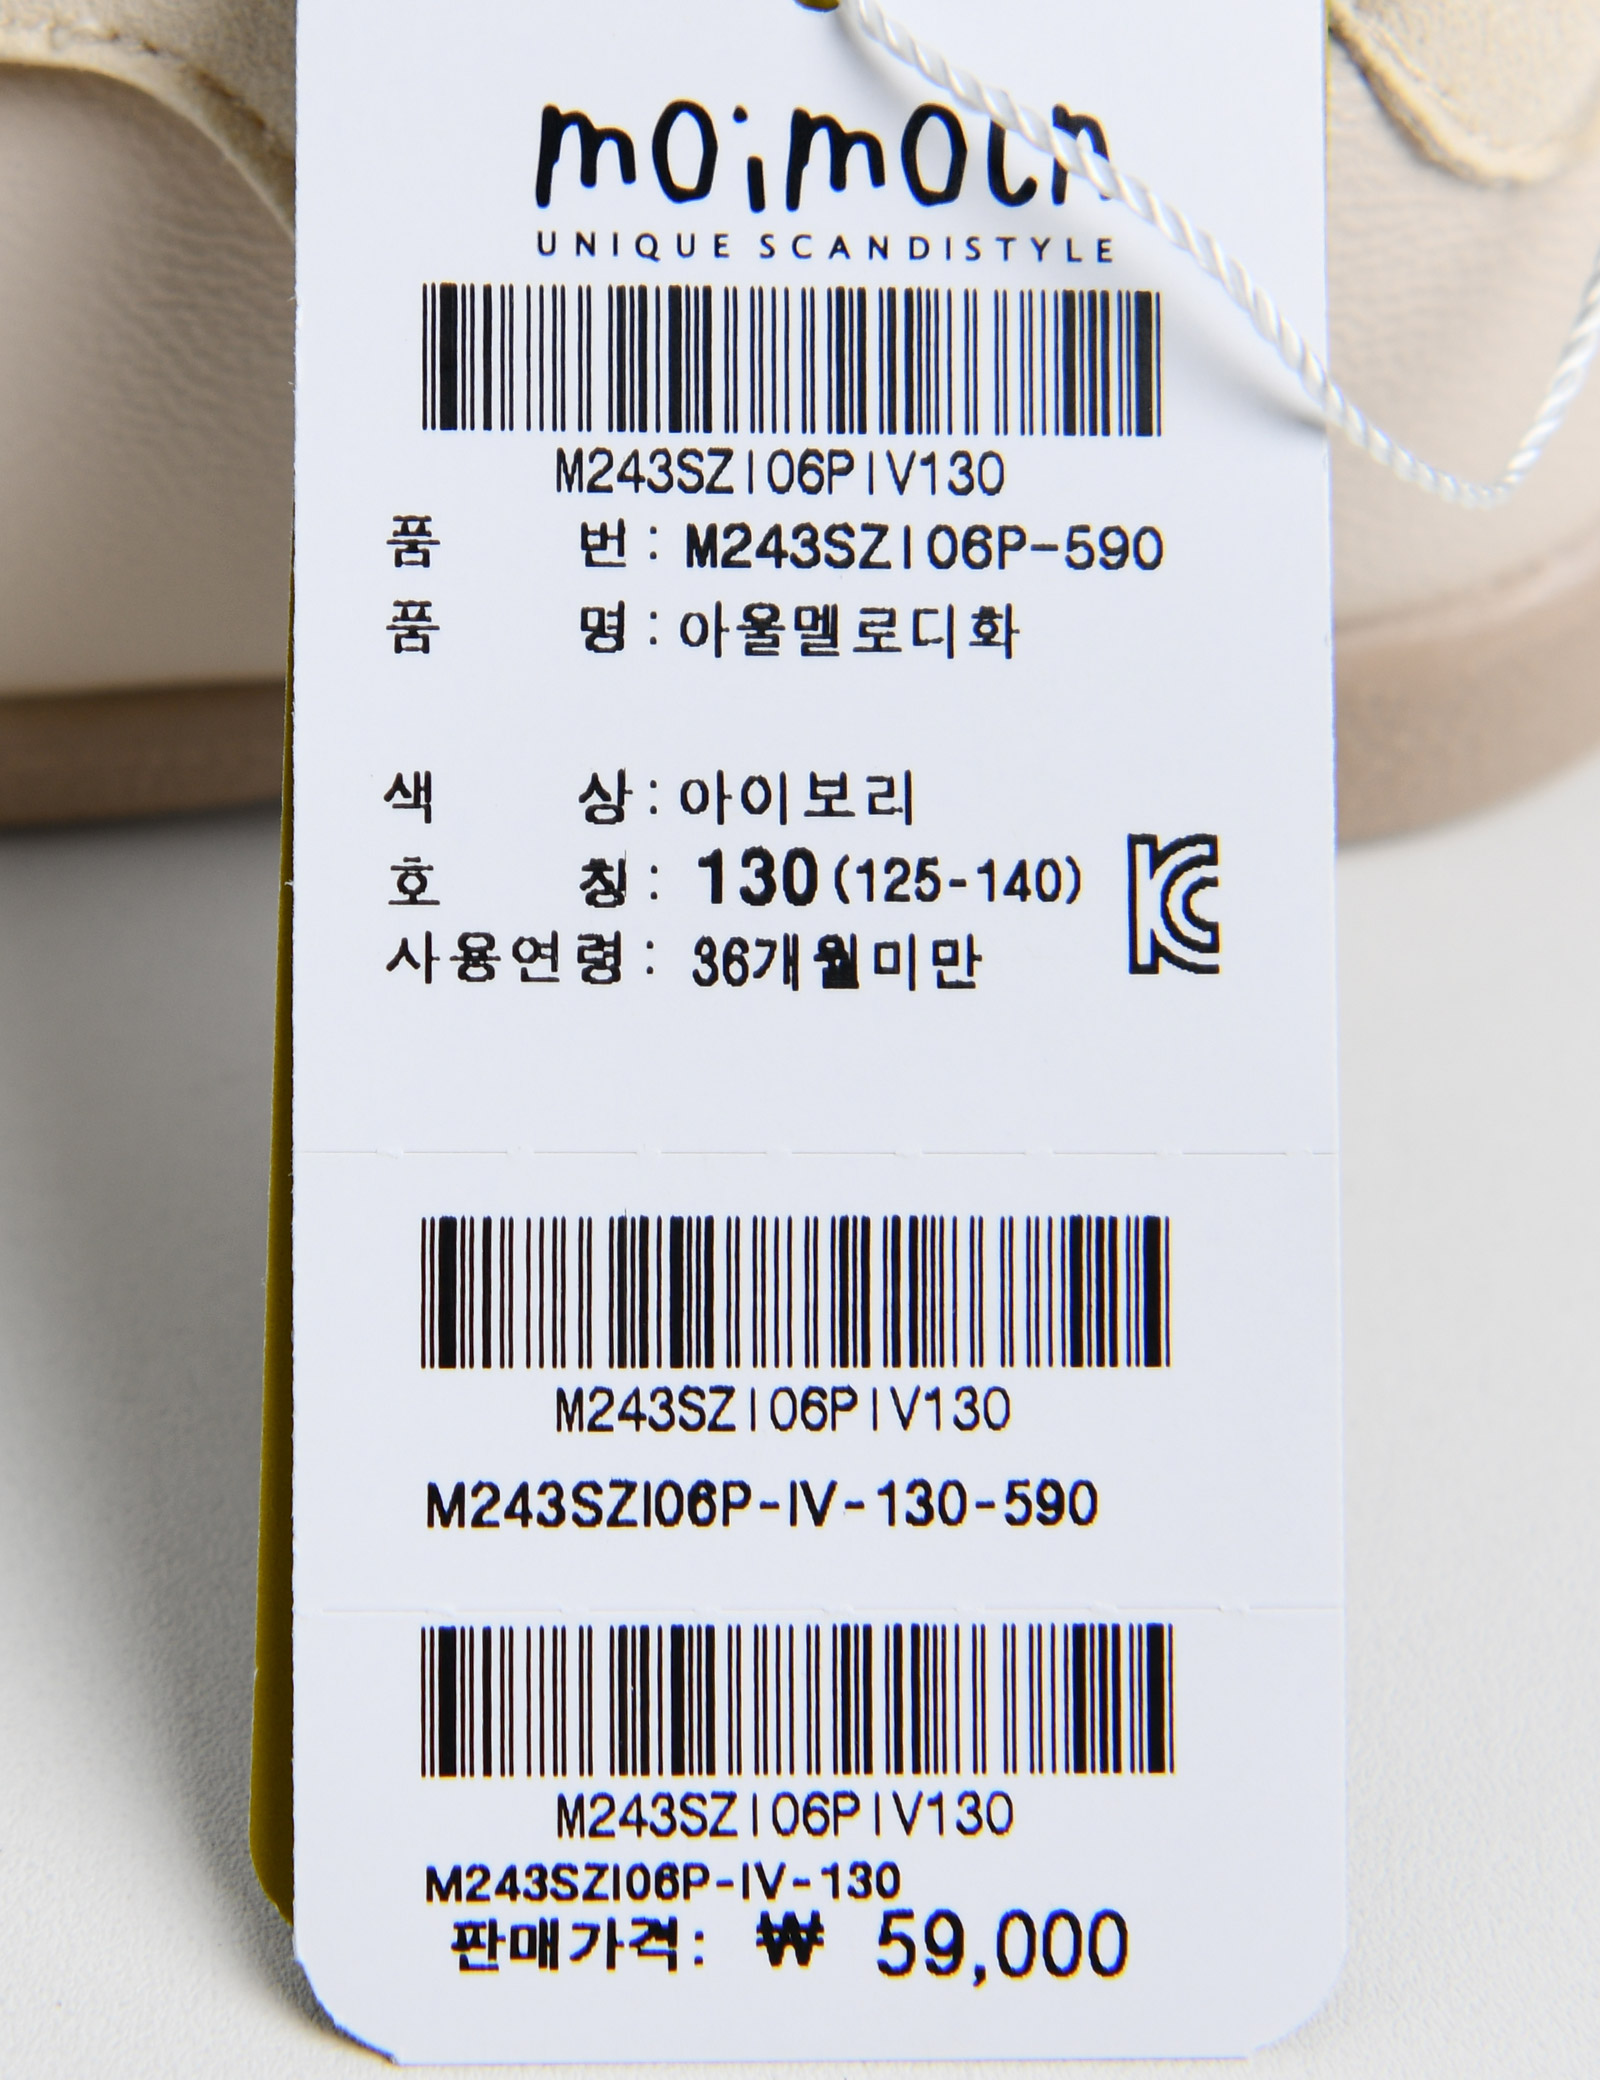 moimoln
UNIQUE SCANDISTYLE
M243SZI06PIV130
품 번 : M243SZI06P-590
품 명 : 아울멜로디화
색 상 : 아이보리
호 칭 : 130(125-140)
사용연령 : 36개월미만
KC
M243SZI06PIV130
M243SZI06P-IV-130-590
M243SZI06PIV130
M243SZI06P-IV-130
판매가격: ₩ 59,000